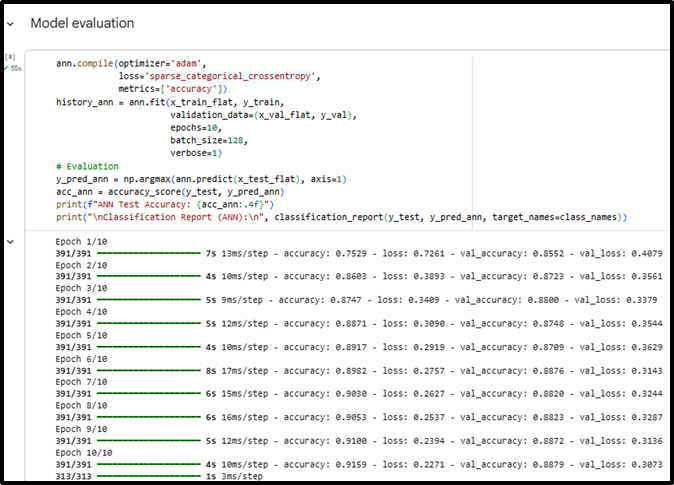 Model evaluation
[#]
55s
ann.compile(optimizer='adam',
loss='sparse_categorical_crossentropy',
metrics=['accuracy'])
history_ann = ann.fit(x_train_flat, y_train,
validation_data=(x_val_flat, y_val),
epochs=10,
batch_size=128,
verbose=1)
# Evaluation
y_pred_ann = np.argmax(ann.predict(x_test_flat), axis=1)
acc_ann = accuracy_score(y_test, y_pred_ann)
print(f"ANN Test Accuracy: {acc_ann:.4f}")
print("\nClassification Report (ANN):\n", classification_report(y_test, y_pred_ann, target_names=class_names))
Epoch 1/10
391/391 7s 13ms/step - accuracy: 0.7529 - loss: 0.7261 - val_accuracy: 0.8552 - val_loss: 0.4079
Epoch 2/10
391/391 4s 10ms/step - accuracy: 0.8603 - loss: 0.3893 - val_accuracy: 0.8723 - val_loss: 0.3561
Epoch 3/10
391/391 5s 9ms/step - accuracy: 0.8747 - loss: 0.3409 - val_accuracy: 0.8800 - val_loss: 0.3379
Epoch 4/10
391/391 5s 12ms/step - accuracy: 0.8871 - loss: 0.3090 - val_accuracy: 0.8748 - val_loss: 0.3544
Epoch 5/10
391/391 4s 10ms/step - accuracy: 0.8917 - loss: 0.2919 - val_accuracy: 0.8709 - val_loss: 0.3629
Epoch 6/10
391/391 8s 17ms/step - accuracy: 0.8982 - loss: 0.2757 - val_accuracy: 0.8876 - val_loss: 0.3143
Epoch 7/10
391/391 6s 15ms/step - accuracy: 0.9030 - loss: 0.2627 - val_accuracy: 0.8820 - val_loss: 0.3244
Epoch 8/10
391/391 6s 16ms/step - accuracy: 0.9053 - loss: 0.2537 - val_accuracy: 0.8823 - val_loss: 0.3287
Epoch 9/10
391/391 5s 12ms/step - accuracy: 0.9100 - loss: 0.2394 - val_accuracy: 0.8872 - val_loss: 0.3136
Epoch 10/10
391/391 4s 10ms/step - accuracy: 0.9159 - loss: 0.2271 - val_accuracy: 0.8879 - val_loss: 0.3073
313/313 1s 3ms/step